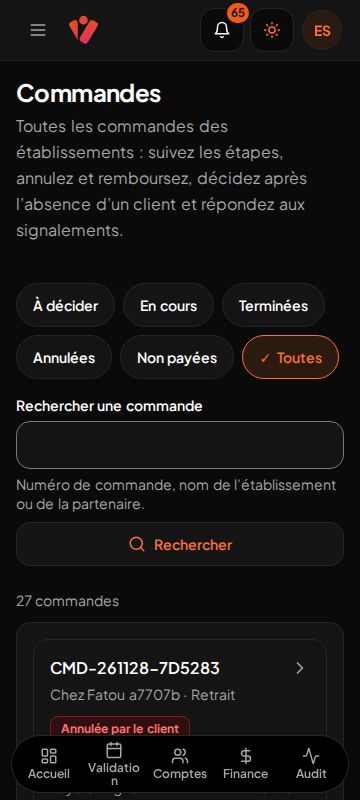 65
ES
Commandes
Toutes les commandes des
établissements : suivez les étapes,
annulez et remboursez, décidez après
l’absence d’un client et répondez aux
signalements.
À décider
En cours
Terminées
Annulées
Non payées
✓ Toutes
Rechercher une commande
Numéro de commande, nom de l’établissement
ou de la partenaire.
Rechercher
27 commandes
CMD-261128-7D5283
Chez Fatou a7707b · Retrait
Annulée par le client
Accueil
Validatio
n
Comptes
Finance
Audit